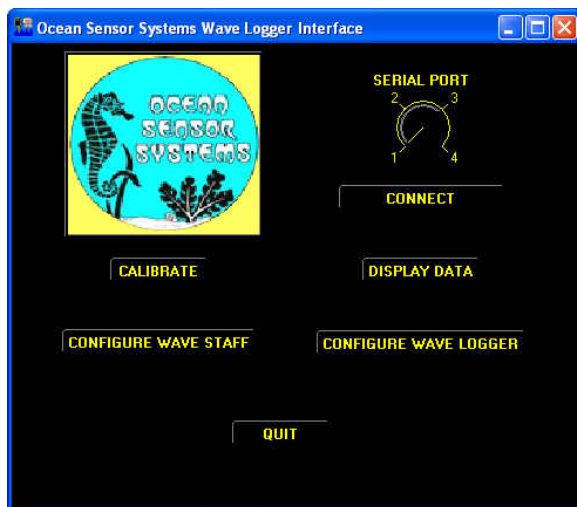 Ocean Sensor Systems Wave Logger Interface
OCEAN
SENSOR
SYSTEMS
SERIAL PORT
2 3
1 4
CONNECT
CALIBRATE
DISPLAY DATA
CONFIGURE WAVE STAFF
CONFIGURE WAVE LOGGER
QUIT